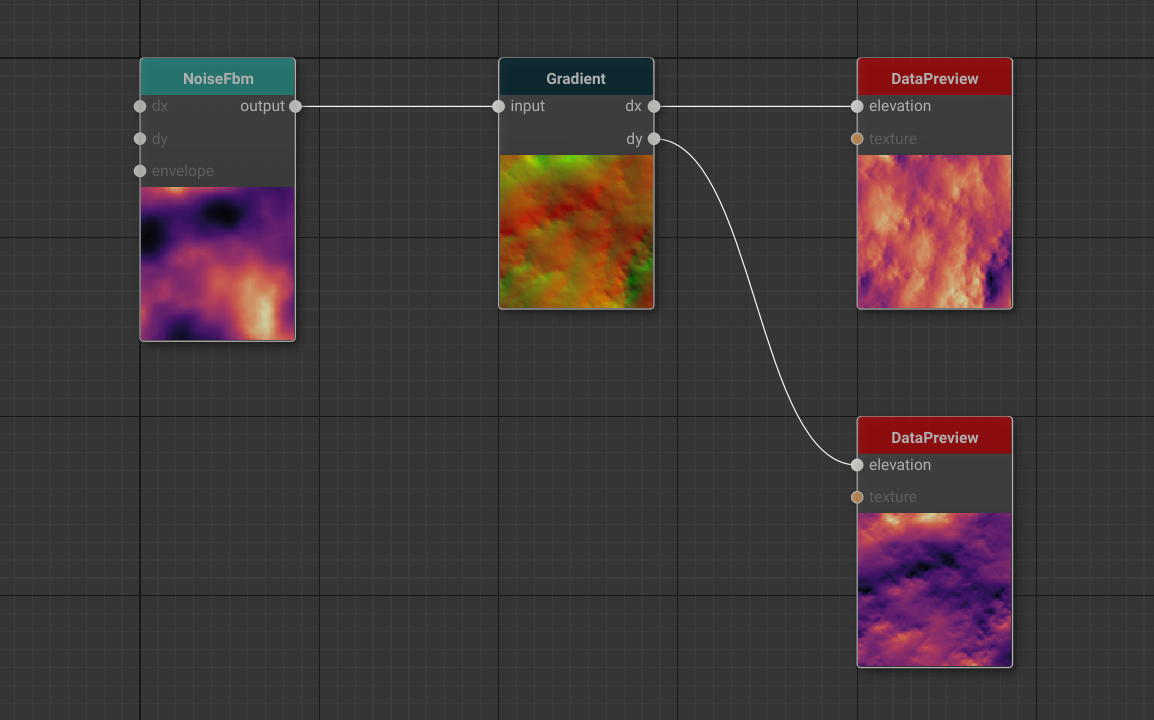 NoiseFbm
dx
output
dy
envelope
Gradient
input
dx
dy
DataPreview
elevation
texture
DataPreview
elevation
texture